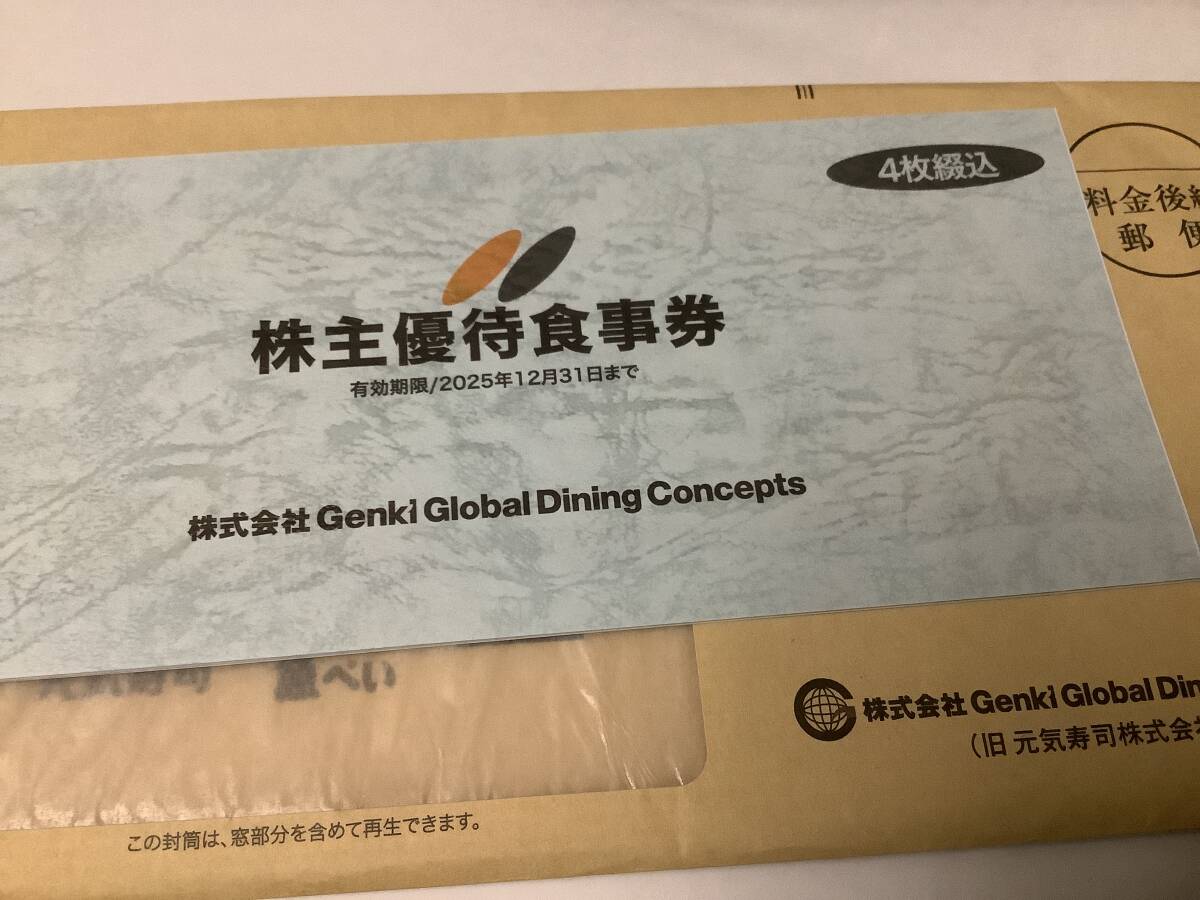 4枚綴込
料金後
郵便
株主優待食事券
有効期限/2025年12月31日まで
株式会社 Genki Global Dining Concepts
株式会社 Genki Global Din
(旧 元気寿司株式会社
この封筒は、窓部分を含めて再生できます。